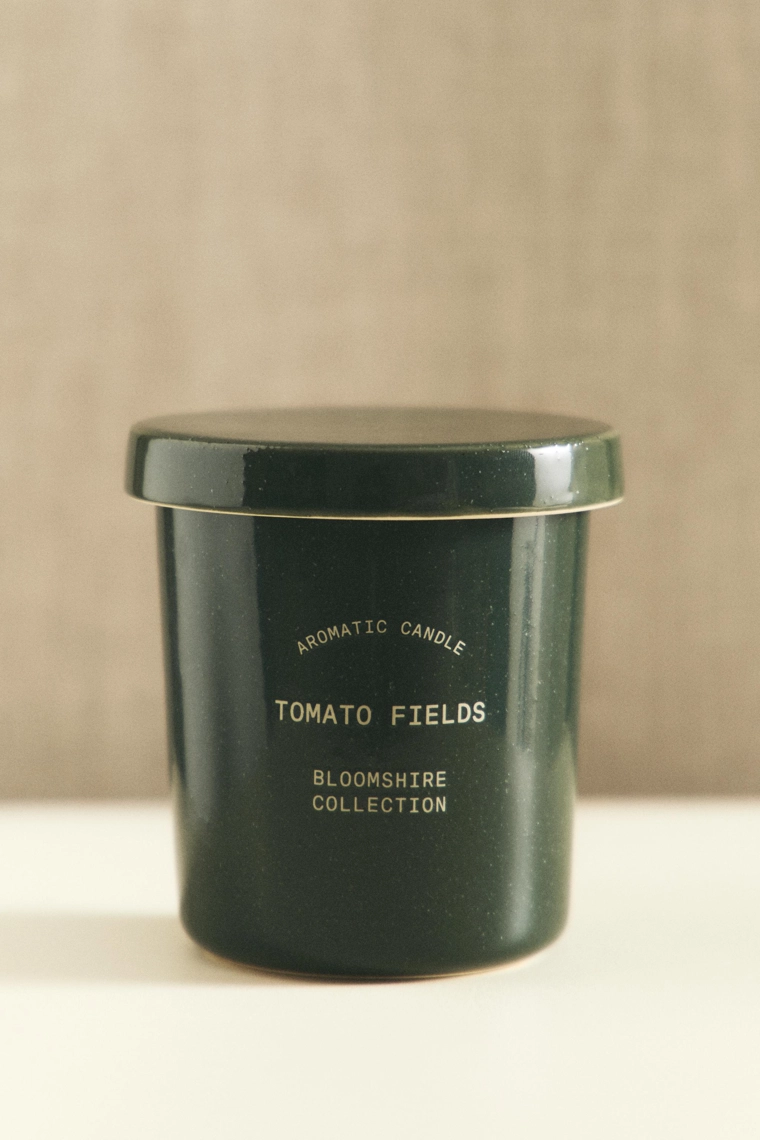 AROMATIC CANDLE
TOMATO FIELDS
BLOOMSHIRE
COLLECTION